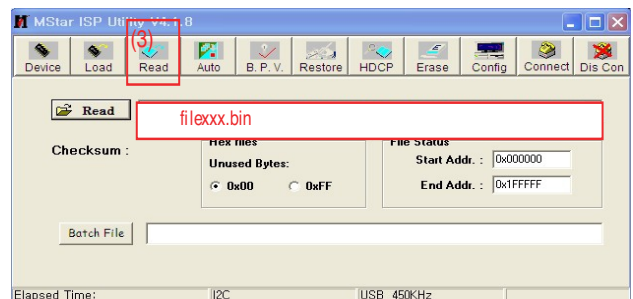 MStar ISP Utility V4.1.8
(3)
Device Load Read Auto B. P. V. Restore HDCP Erase Config Connect Dis Con
Read
filexxx.bin
Checksum :
Hex files
File Status
Unused Bytes:
Start Addr. : 0x000000
0x00 0xFF
End Addr. : 0x1FFFFF
Batch File
Elapsed Time: I2C USB 450KHz